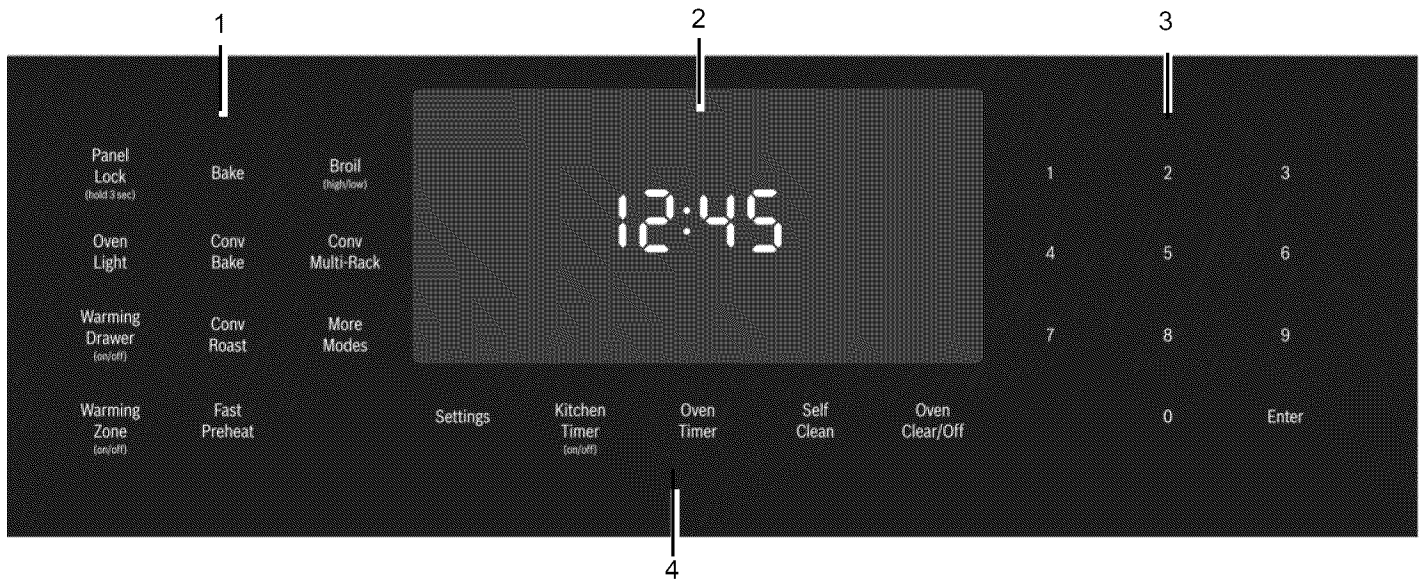 1
2
3
Panel
Lock
(hold 3 sec)
Bake
Broil
(high/low)
12:45
1
2
3
Oven
Light
Conv
Bake
Conv
Multi-Rack
4
5
6
Warming
Drawer
(on/off)
Conv
Roast
More
Modes
7
8
9
Warming
Zone
(on/off)
Fast
Preheat
Settings
Kitchen
Timer
(on/off)
Oven
Timer
Self
Clean
Oven
Clear/Off
0
Enter
4